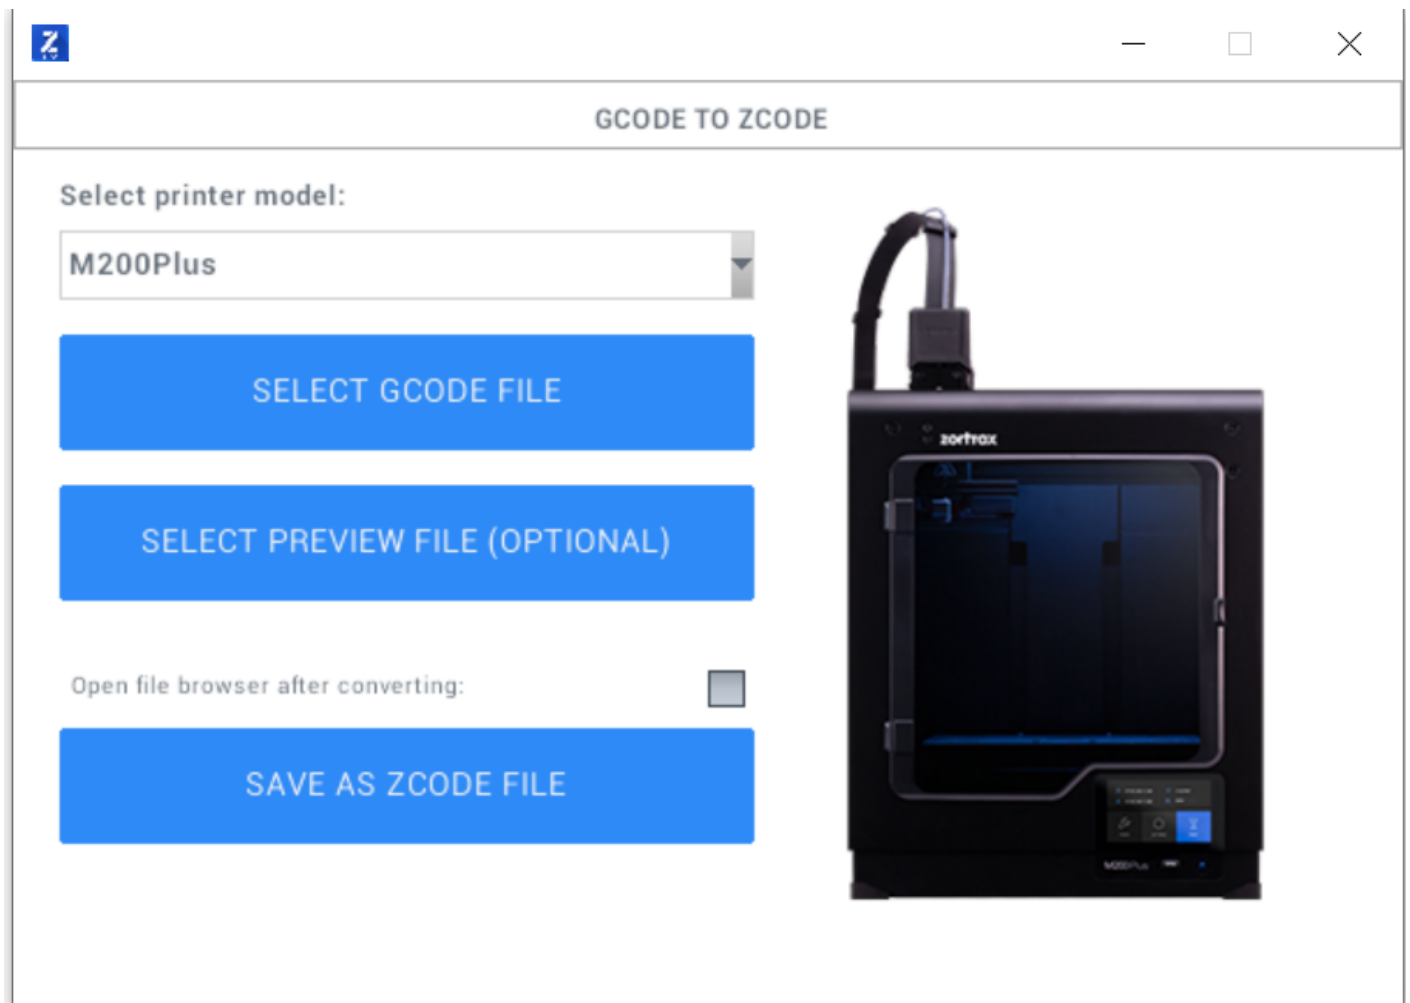 GCODE TO ZCODE
Select printer model:
M200Plus
SELECT GCODE FILE
SELECT PREVIEW FILE (OPTIONAL)
Open file browser after converting:
SAVE AS ZCODE FILE
zortrax
M200Plus